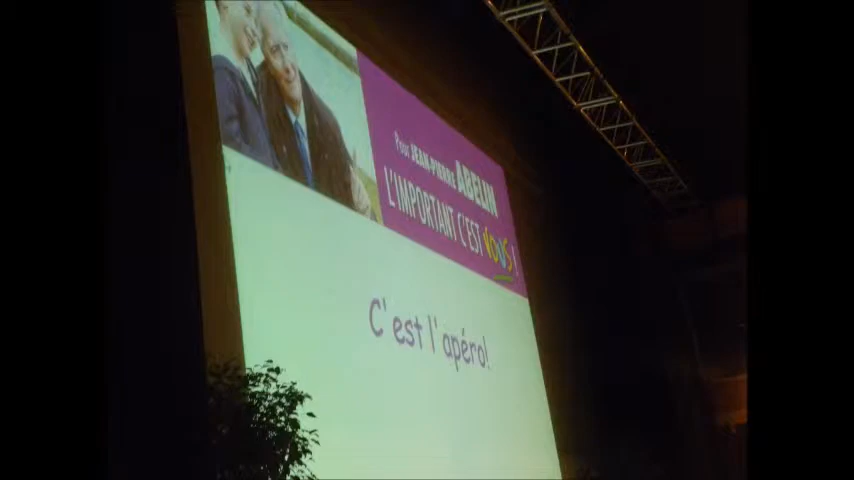 Pour JEAN-PIERRE ABELIN
L'IMPORTANT C'EST VOUS!
C'est l'apéro!